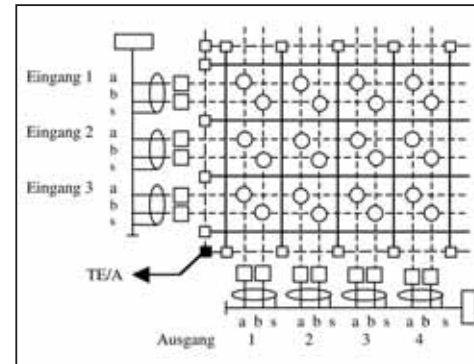 Eingang 1 a
b
s
Eingang 2 a
b
s
Eingang 3 a
b
s
TE/A
a b s a b s a b s a b s
Ausgang 1 2 3 4